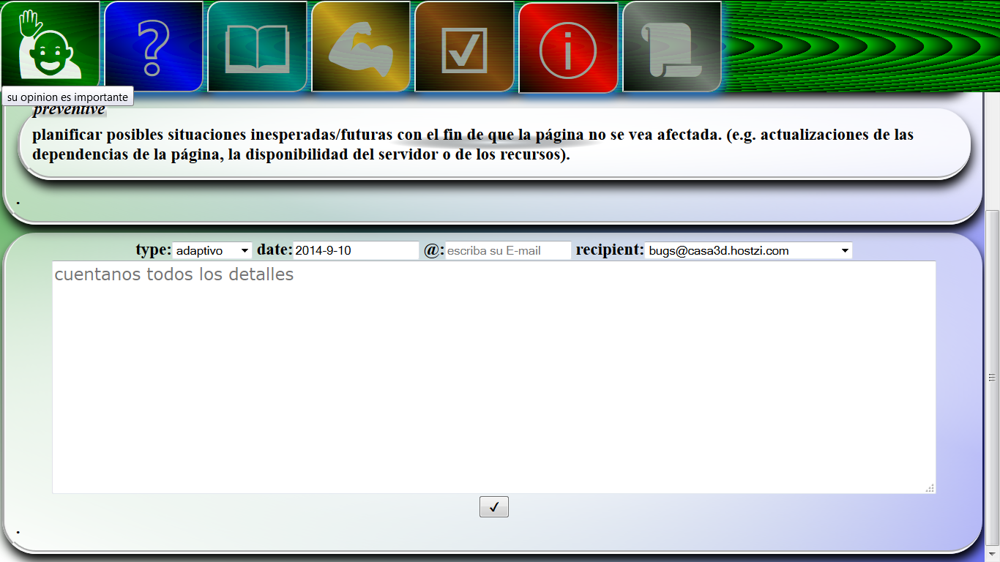 su opinion es importante
preventive
planificar posibles situaciones inesperadas/futuras con el fin de que la página no se vea afectada. (e.g. actualizaciones de las
dependencias de la página, la disponibilidad del servidor o de los recursos).
.
type: adaptivo date: 2014-9-10 @: escriba su E-mail recipient: bugs@casa3d.hostzi.com
cuentanos todos los detalles
✓
.